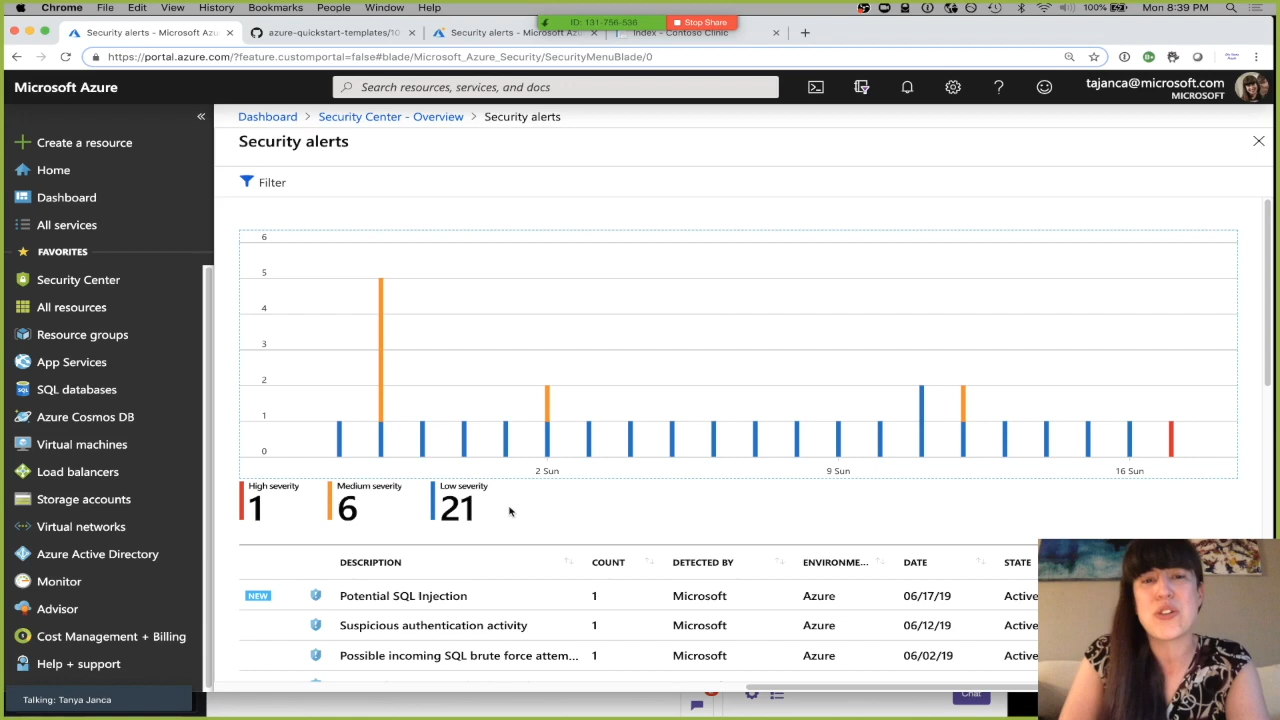 Chrome File Edit View History Bookmarks People Window Help
ID: 131-756-536 Stop Share
100% Mon 8:39 PM
Security alerts - Microsoft Azu
azure-quickstart-templates/10
Security alerts - Microsoft Azu
Index - Contoso Clinic
https://portal.azure.com/?feature.customportal=false#blade/Microsoft_Azure_Security/SecurityMenuBlade/0
Microsoft Azure
Search resources, services, and docs
tajanca@microsoft.com
MICROSOFT
Create a resource
Home
Dashboard
All services
FAVORITES
Security Center
All resources
Resource groups
App Services
SQL databases
Azure Cosmos DB
Virtual machines
Load balancers
Storage accounts
Virtual networks
Azure Active Directory
Monitor
Advisor
Cost Management + Billing
Help + support
Talking: Tanya Janca
Dashboard > Security Center - Overview > Security alerts
Security alerts
Filter
6
5
4
3
2
1
0
2 Sun 9 Sun 16 Sun
High severity Medium severity Low severity
1 6 21
DESCRIPTION COUNT DETECTED BY ENVIRONME... DATE STATE
NEW Potential SQL Injection 1 Microsoft Azure 06/17/19 Active
Suspicious authentication activity 1 Microsoft Azure 06/12/19 Active
Possible incoming SQL brute force attem... 1 Microsoft Azure 06/02/19 Active
Chat